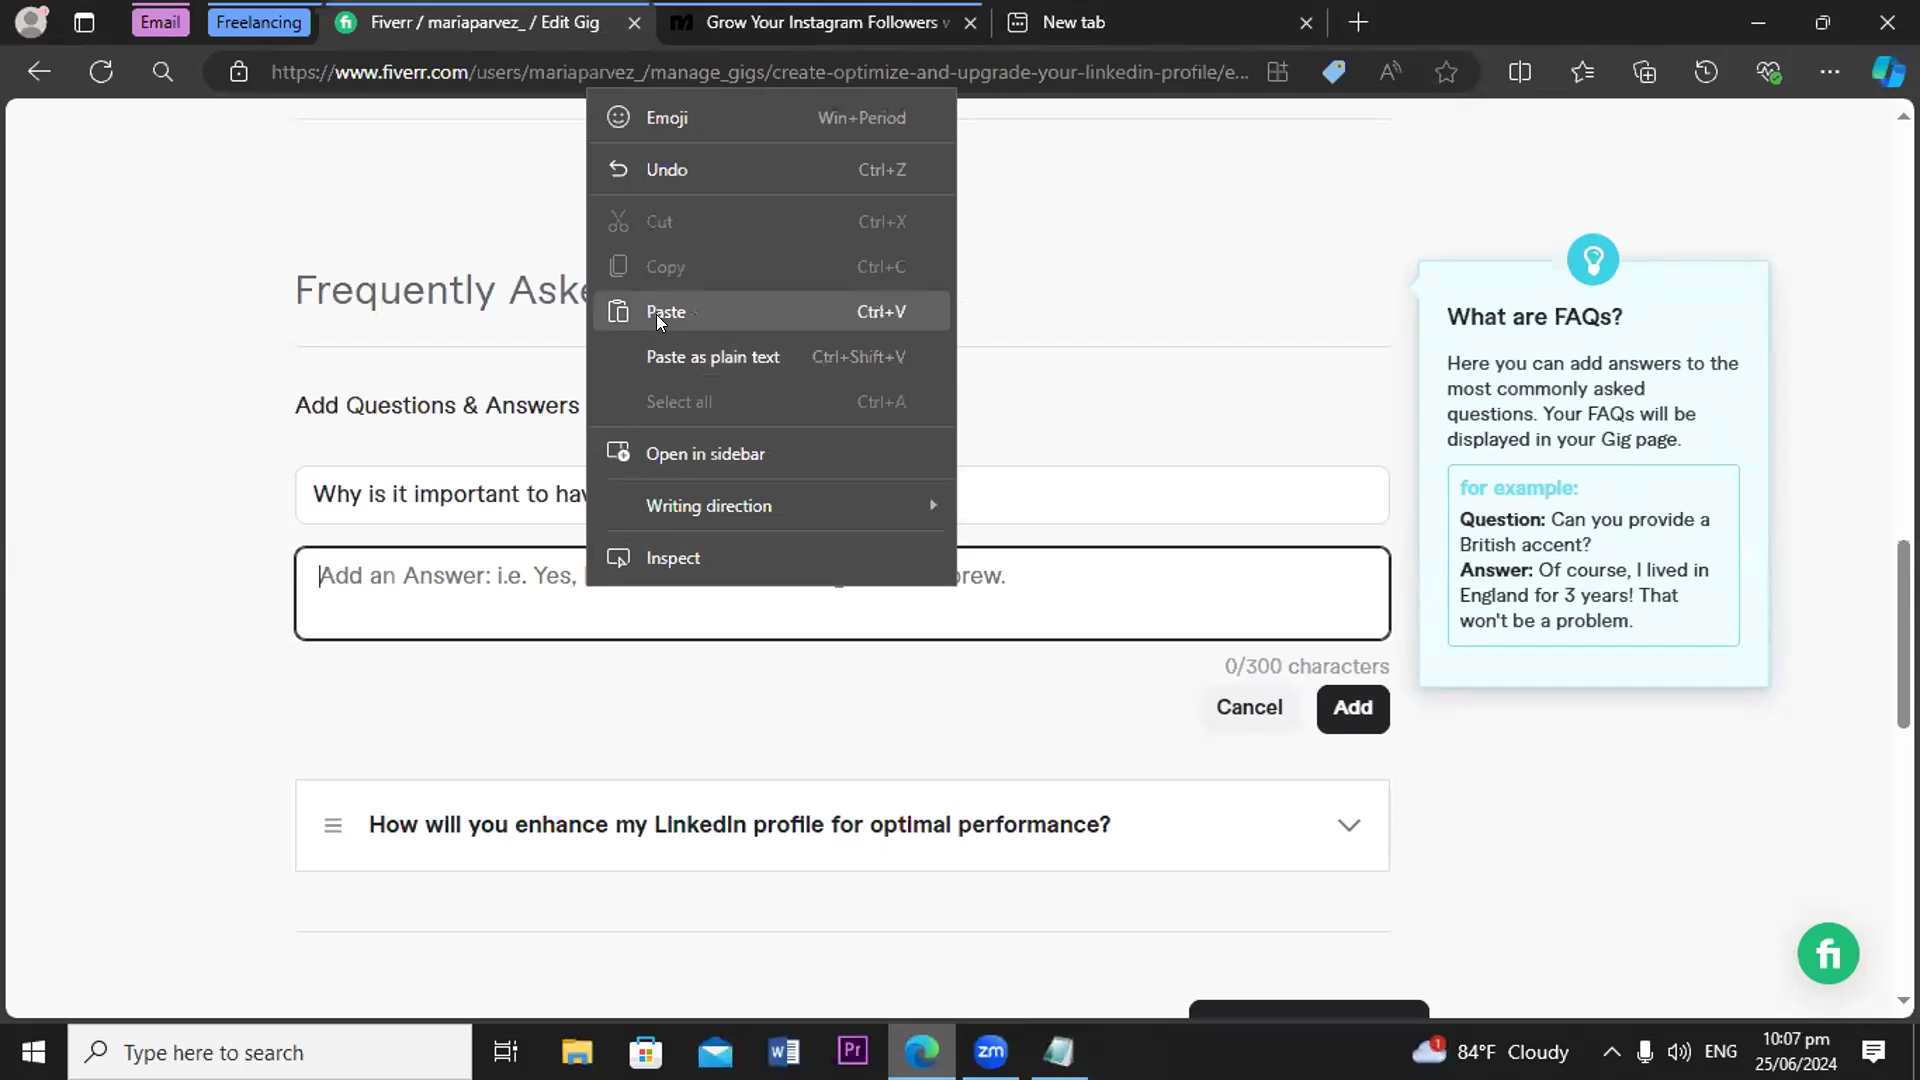 Email
Freelancing
Fiverr / mariaparvez_ / Edit Gig
Grow Your Instagram Followers
New tab
https://www.fiverr.com/users/mariaparvez_/manage_gigs/create-optimize-and-upgrade-your-linkedin-profile/e...
Emoji Win+Period
Undo Ctrl+Z
Cut Ctrl+X
Copy Ctrl+C
Paste Ctrl+V
Paste as plain text Ctrl+Shift+V
Select all Ctrl+A
Open in sidebar
Writing direction
Inspect
Frequently Aske
Add Questions & Answers
Why is it important to hav
Add an Answer: i.e. Yes,
brew.
0/300 characters
Cancel
Add
How will you enhance my LinkedIn profile for optimal performance?
What are FAQs?
Here you can add answers to the
most commonly asked
questions. Your FAQs will be
displayed in your Gig page.
for example:
Question: Can you provide a
British accent?
Answer: Of course, I lived in
England for 3 years! That
won't be a problem.
fi
Type here to search
W
Pr
zm
1
84°F Cloudy
ENG
10:07 pm
25/06/2024